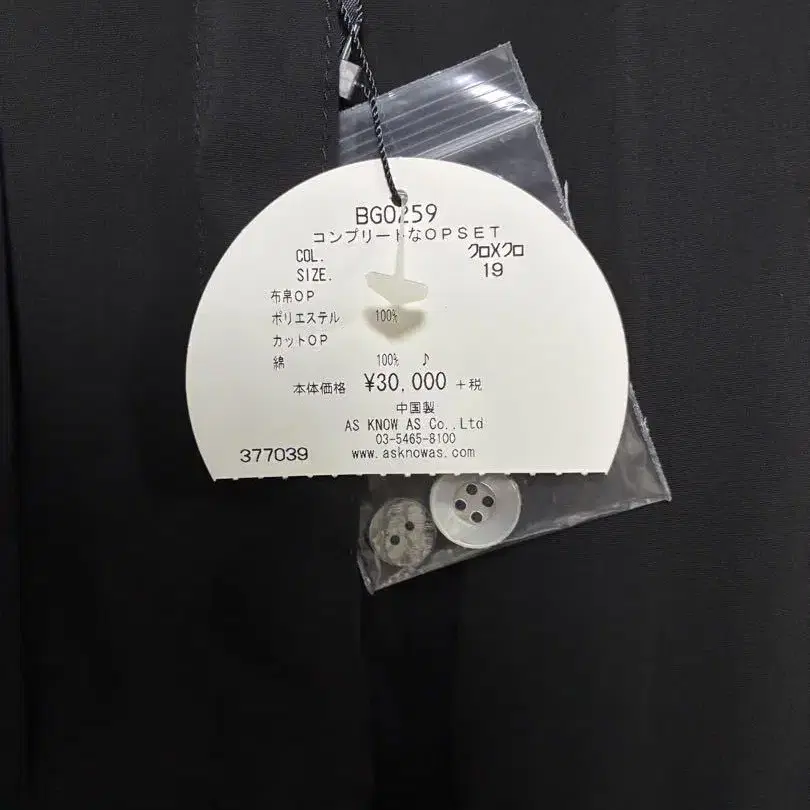 BG0259
コンプリートなOPSET
COL. クロXクロ
SIZE. 19
布帛OP
ポリエステル 100%
カットOP
綿 100% ♪
本体価格 ¥30,000 +税
中国製
AS KNOW AS Co.,Ltd
03-5465-8100
377039 www.asknowas.com